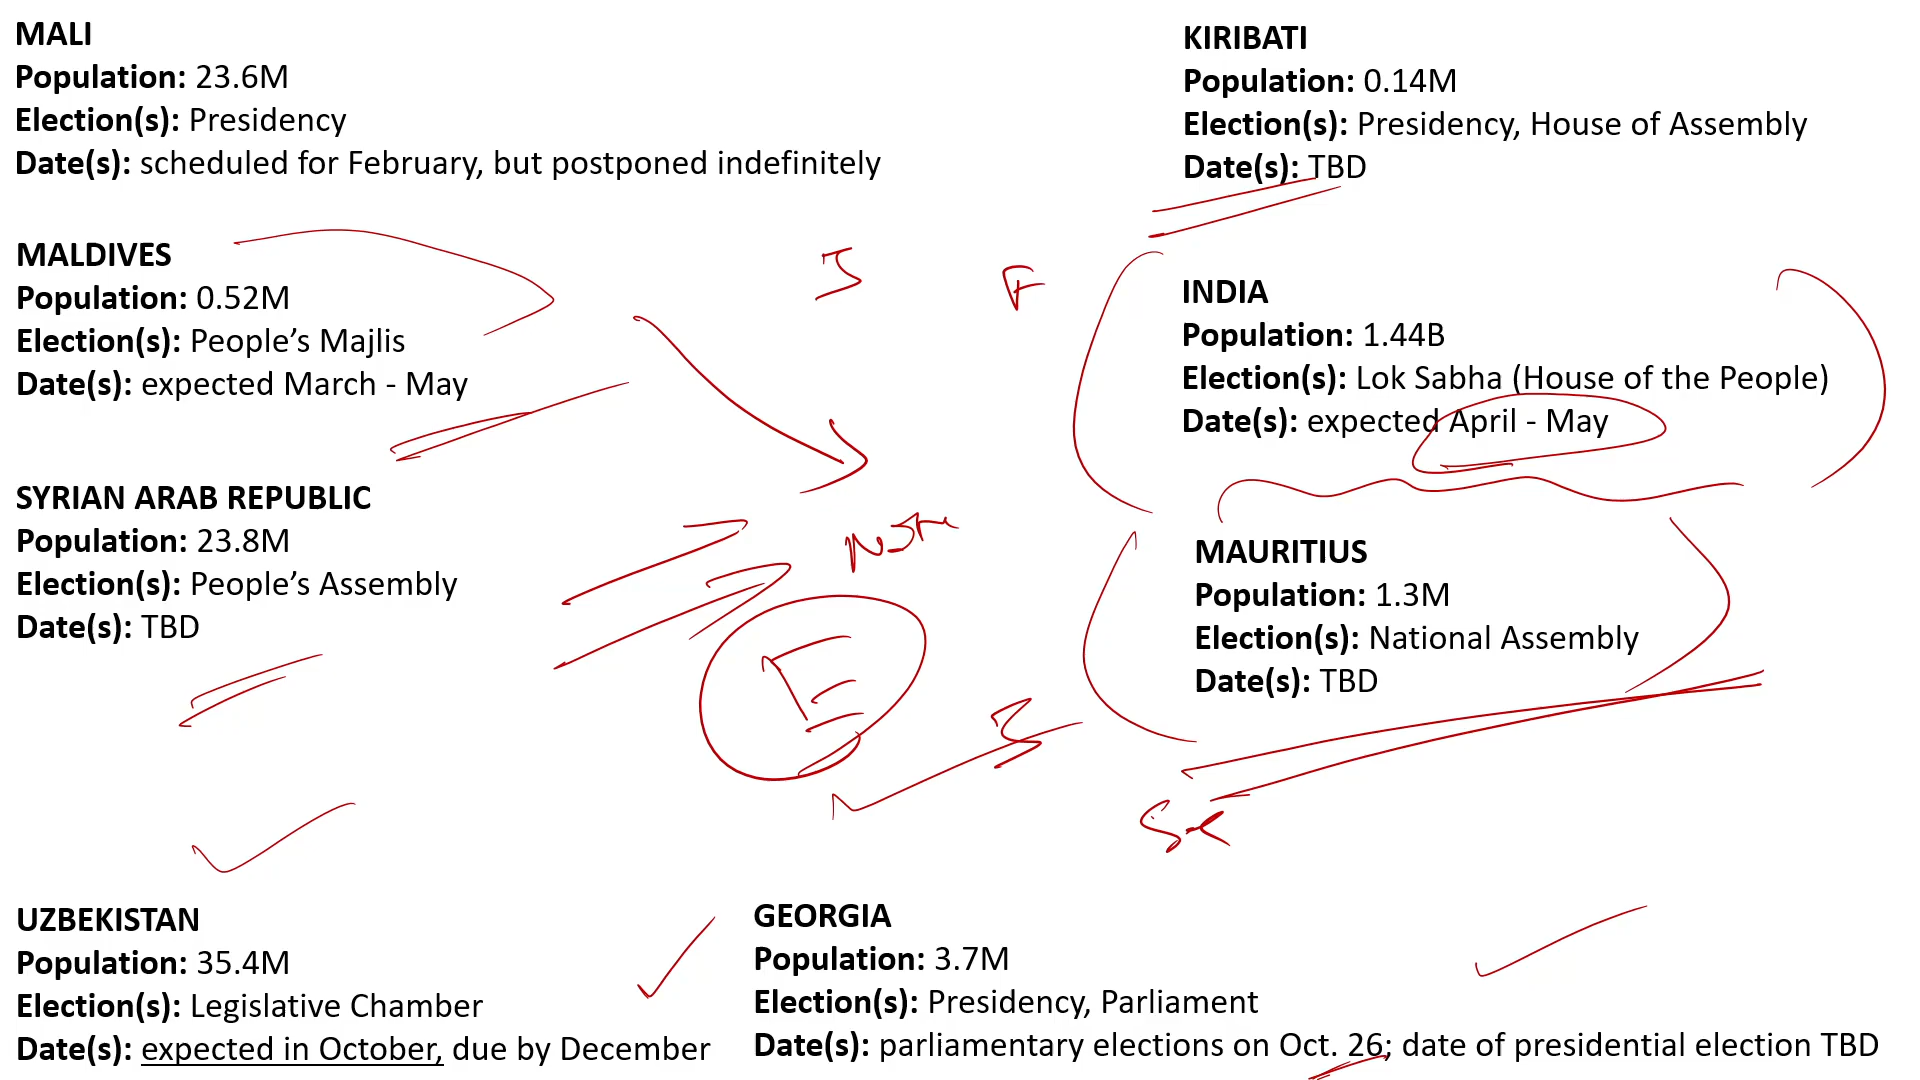 MALI
Population: 23.6M
Election(s): Presidency
Date(s): scheduled for February, but postponed indefinitely
MALDIVES
Population: 0.52M
Election(s): People’s Majlis
Date(s): expected March - May
SYRIAN ARAB REPUBLIC
Population: 23.8M
Election(s): People’s Assembly
Date(s): TBD
KIRIBATI
Population: 0.14M
Election(s): Presidency, House of Assembly
Date(s): TBD
INDIA
Population: 1.44B
Election(s): Lok Sabha (House of the People)
Date(s): expected April - May
MAURITIUS
Population: 1.3M
Election(s): National Assembly
Date(s): TBD
UZBEKISTAN
Population: 35.4M
Election(s): Legislative Chamber
Date(s): expected in October, due by December
GEORGIA
Population: 3.7M
Election(s): Presidency, Parliament
Date(s): parliamentary elections on Oct. 26; date of presidential election TBD